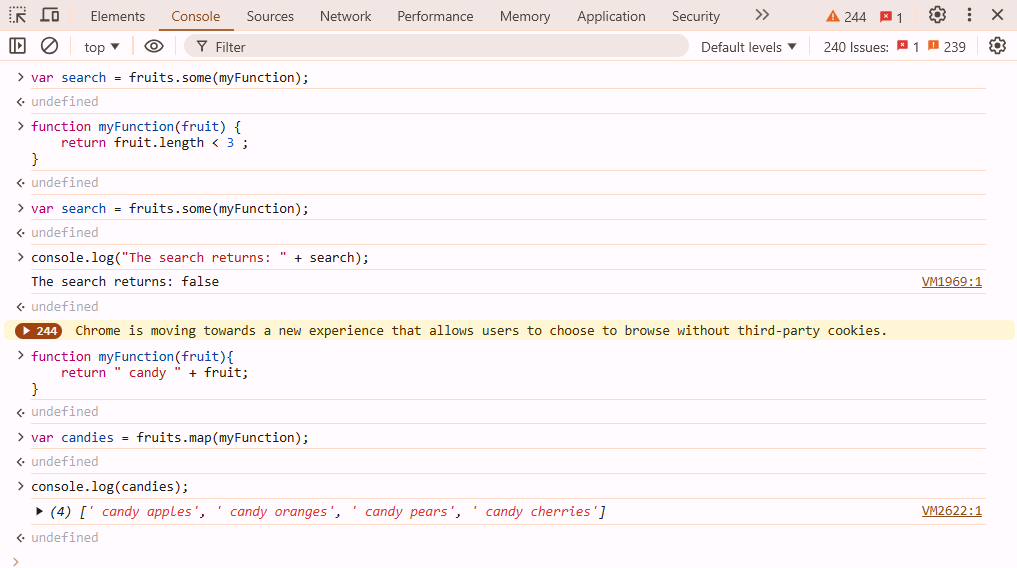 Elements Console Sources Network Performance Memory Application Security 244 1
top Filter Default levels 240 Issues: 1 239
var search = fruits.some(myFunction);
undefined
function myFunction(fruit) {
return fruit.length < 3 ;
}
undefined
var search = fruits.some(myFunction);
undefined
console.log("The search returns: " + search);
The search returns: false VM1969:1
undefined
244 Chrome is moving towards a new experience that allows users to choose to browse without third-party cookies.
function myFunction(fruit){
return " candy " + fruit;
}
undefined
var candies = fruits.map(myFunction);
undefined
console.log(candies);
(4) [' candy apples', ' candy oranges', ' candy pears', ' candy cherries'] VM2622:1
undefined